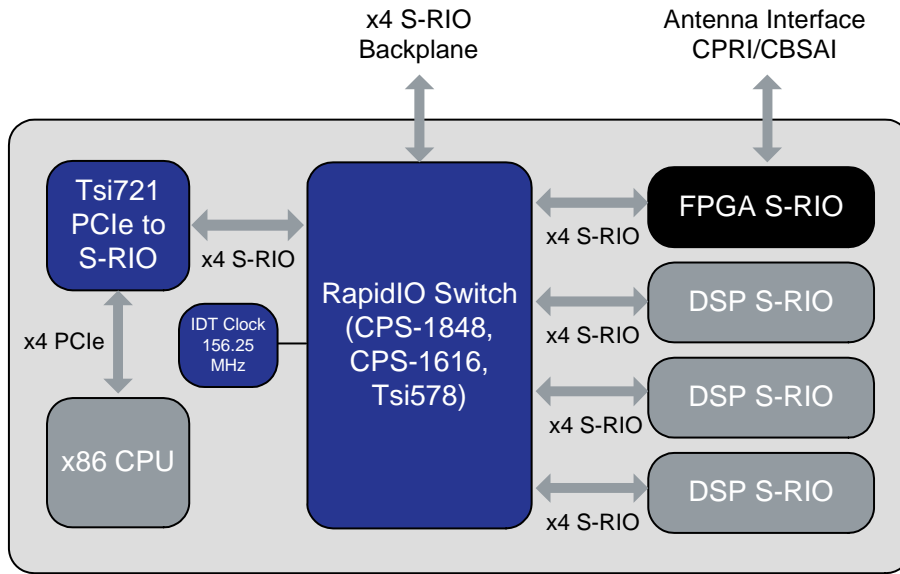 x4 S-RIO
Backplane
Antenna Interface
CPRI/CBSAI
Tsi721
PCIe to
S-RIO
x4 S-RIO
x4 PCIe
IDT Clock
156.25
MHz
x86 CPU
RapidIO Switch
(CPS-1848,
CPS-1616,
Tsi578)
FPGA S-RIO
x4 S-RIO
DSP S-RIO
x4 S-RIO
DSP S-RIO
x4 S-RIO
DSP S-RIO
x4 S-RIO